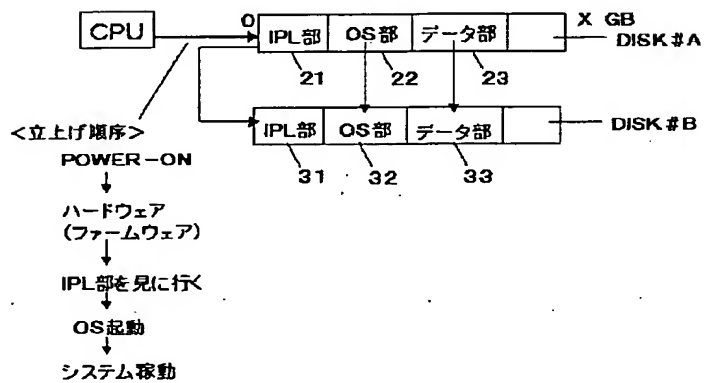 CPU
0
IPL部
OS部
データ部
X GB
DISK#A
21
22
23
IPL部
OS部
データ部
DISK#B
31
32
33
<立上げ順序>
POWER-ON
ハードウェア
(ファームウェア)
IPL部を見に行く
OS起動
システム稼動